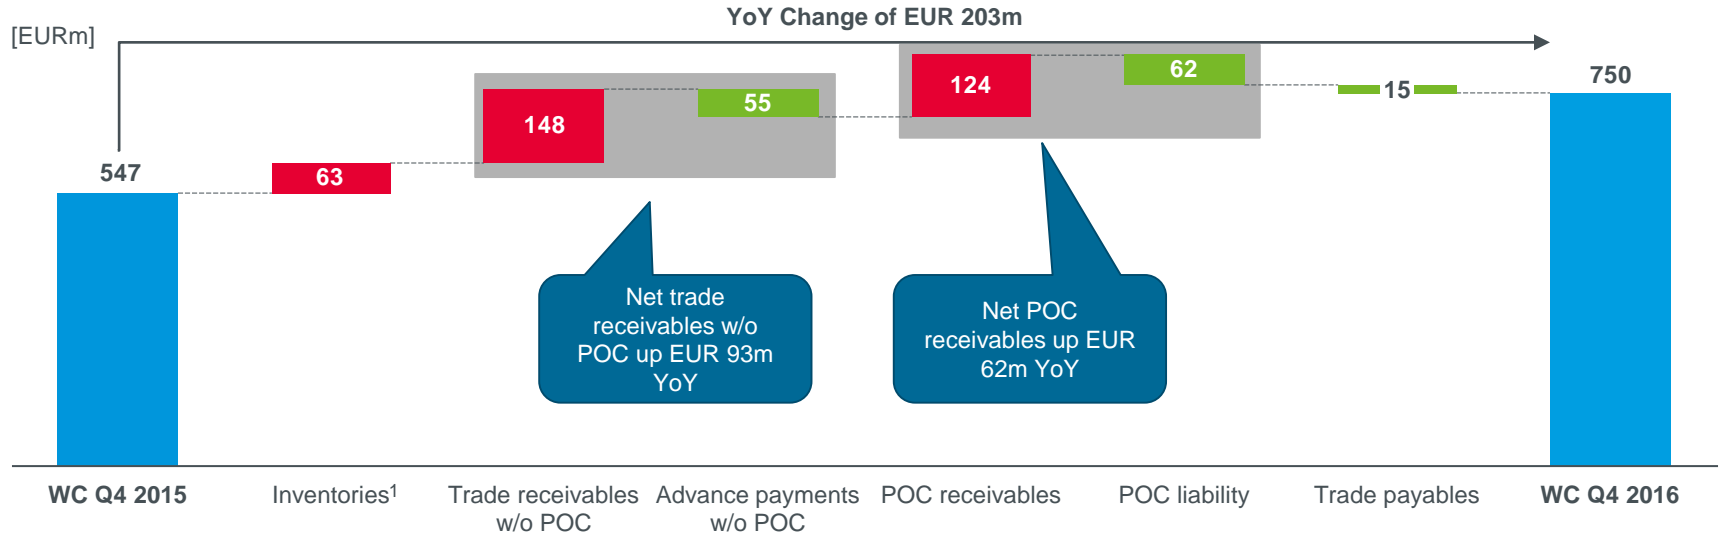 YoY Change of EUR 203m
[EURm]
547
63
148
55
124
62
15
750
Net trade
receivables w/o
POC up EUR 93m
YoY
Net POC
receivables up EUR
62m YoY
WC Q4 2015
Inventories¹
Trade receivables
w/o POC
Advance payments
w/o POC
POC receivables
POC liability
Trade payables
WC Q4 2016